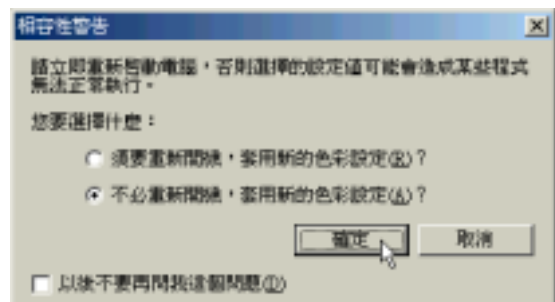 相容性警告
請立即重新啟動電腦，否則選擇的設定值可能會造成某些程式
無法正常執行。
您要選擇什麼：
須要重新開機，套用新的色彩設定(R)？
不必重新開機，套用新的色彩設定(A)？
確定
取消
以後不要再問我這個問題(D)